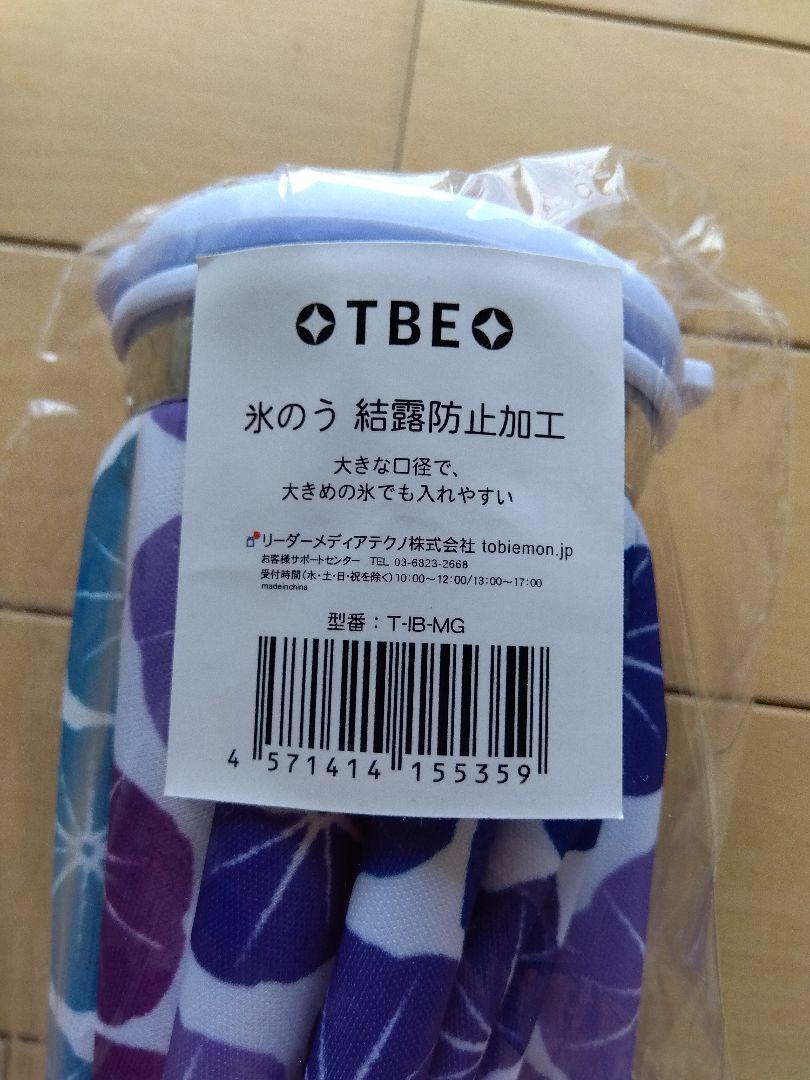 TBE
氷のう 結露防止加工
大きな口径で、
大きめの氷でも入れやすい
リーダーメディアテクノ株式会社 tobiemon.jp
お客様サポートセンター TEL 03-6823-2668
受付時間(水・土・日・祝を除く)10:00～12:00/13:00～17:00
madeinchina
型番：T-IB-MG
4 571414 155359